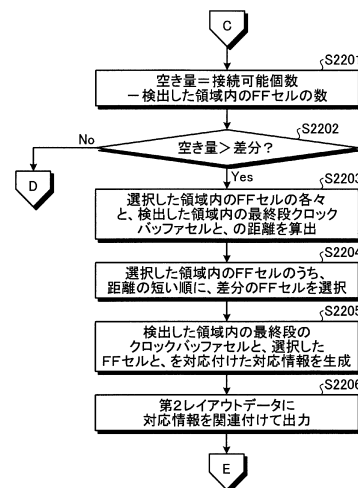 C
S2201
空き量＝接続可能個数
－検出した領域内のFFセルの数
S2202
空き量＞差分？
No
D
Yes
S2203
選択した領域内のFFセルの各々
と、検出した領域内の最終段クロック
バッファセルと、の距離を算出
S2204
選択した領域内のFFセルのうち、
距離の短い順に、差分のFFセルを選択
S2205
検出した領域内の最終段の
クロックバッファセルと、選択した
FFセルと、を対応付けた対応情報を生成
S2206
第2レイアウトデータに
対応情報を関連付けて出力
E